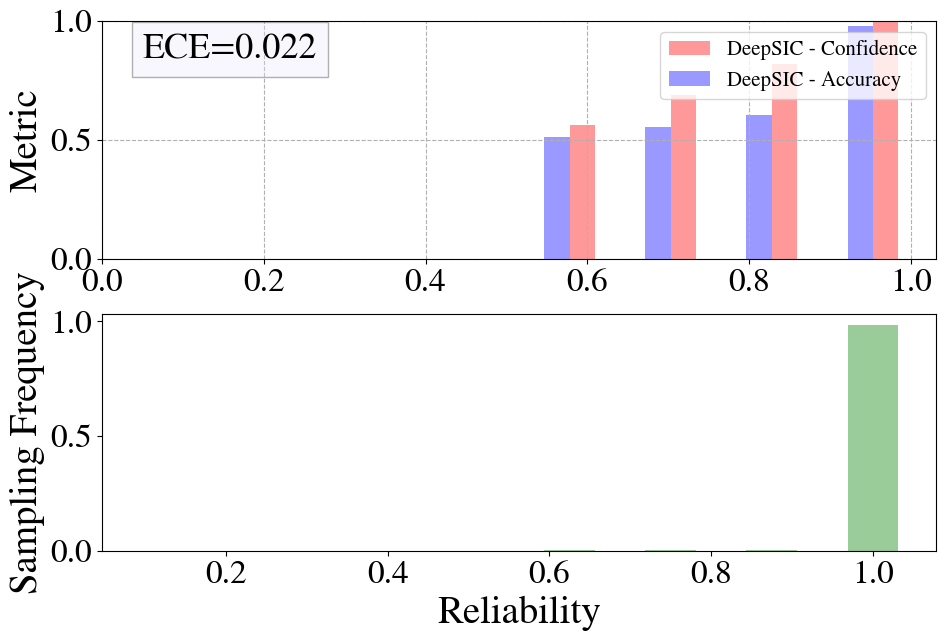 ECE=0.022
DeepSIC - Confidence
DeepSIC - Accuracy
Metric
1.0
0.5
0.0
0.0 0.2 0.4 0.6 0.8 1.0
Sampling Frequency
1.0
0.5
0.0
0.2 0.4 0.6 0.8 1.0
Reliability